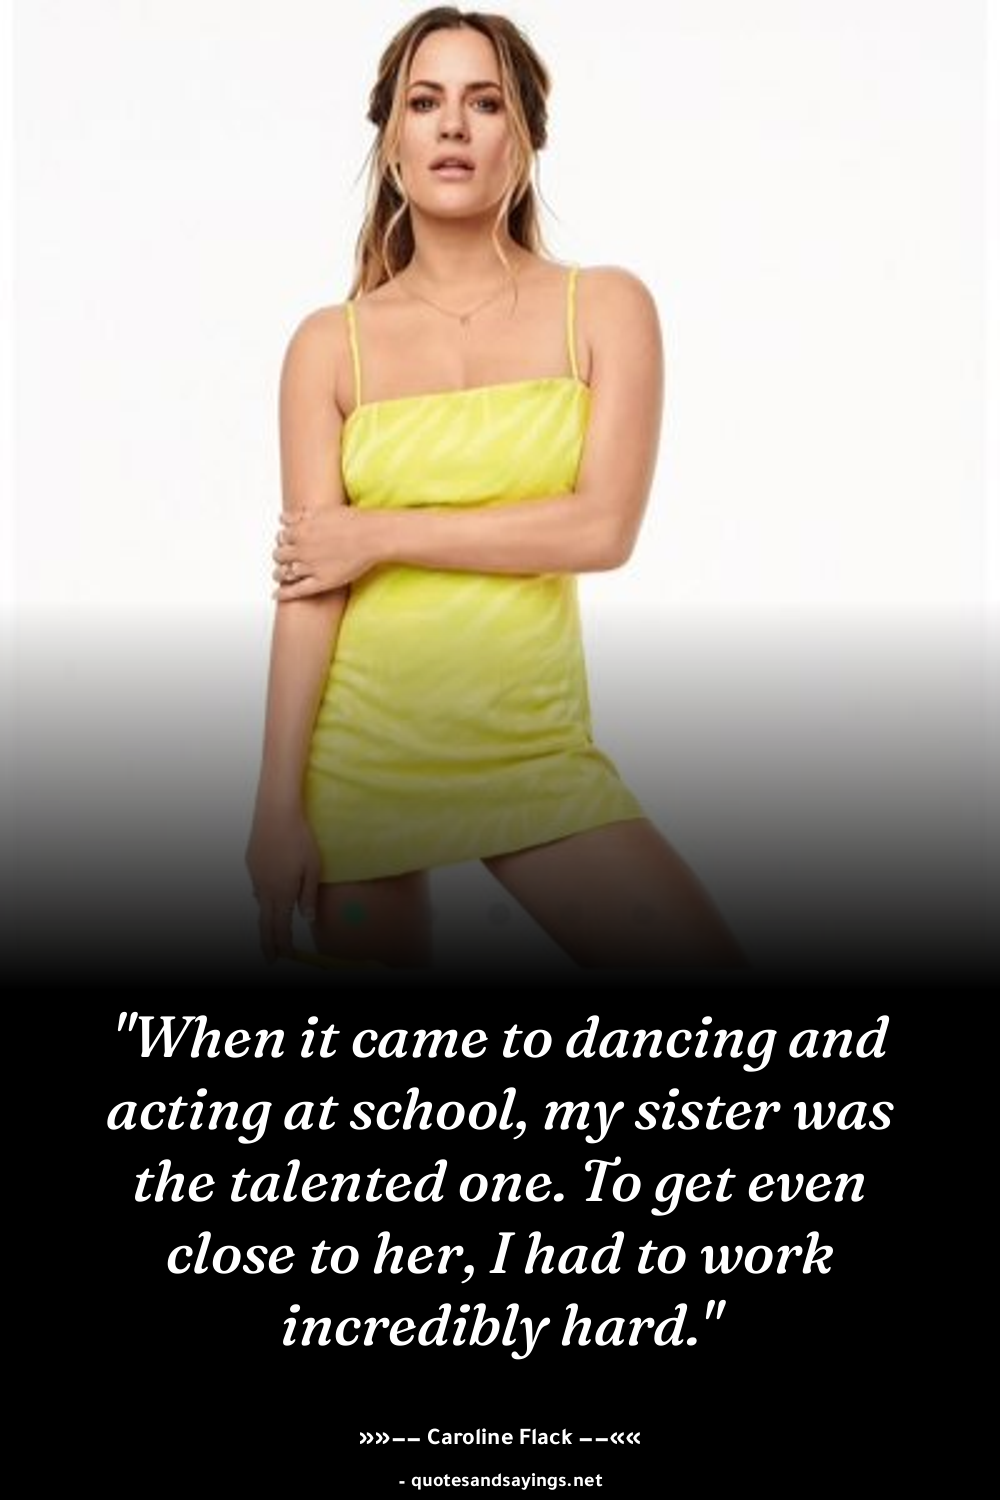 "When it came to dancing and
acting at school, my sister was
the talented one. To get even
close to her, I had to work
incredibly hard."
»»−− Caroline Flack −−««
- quotesandsayings.net